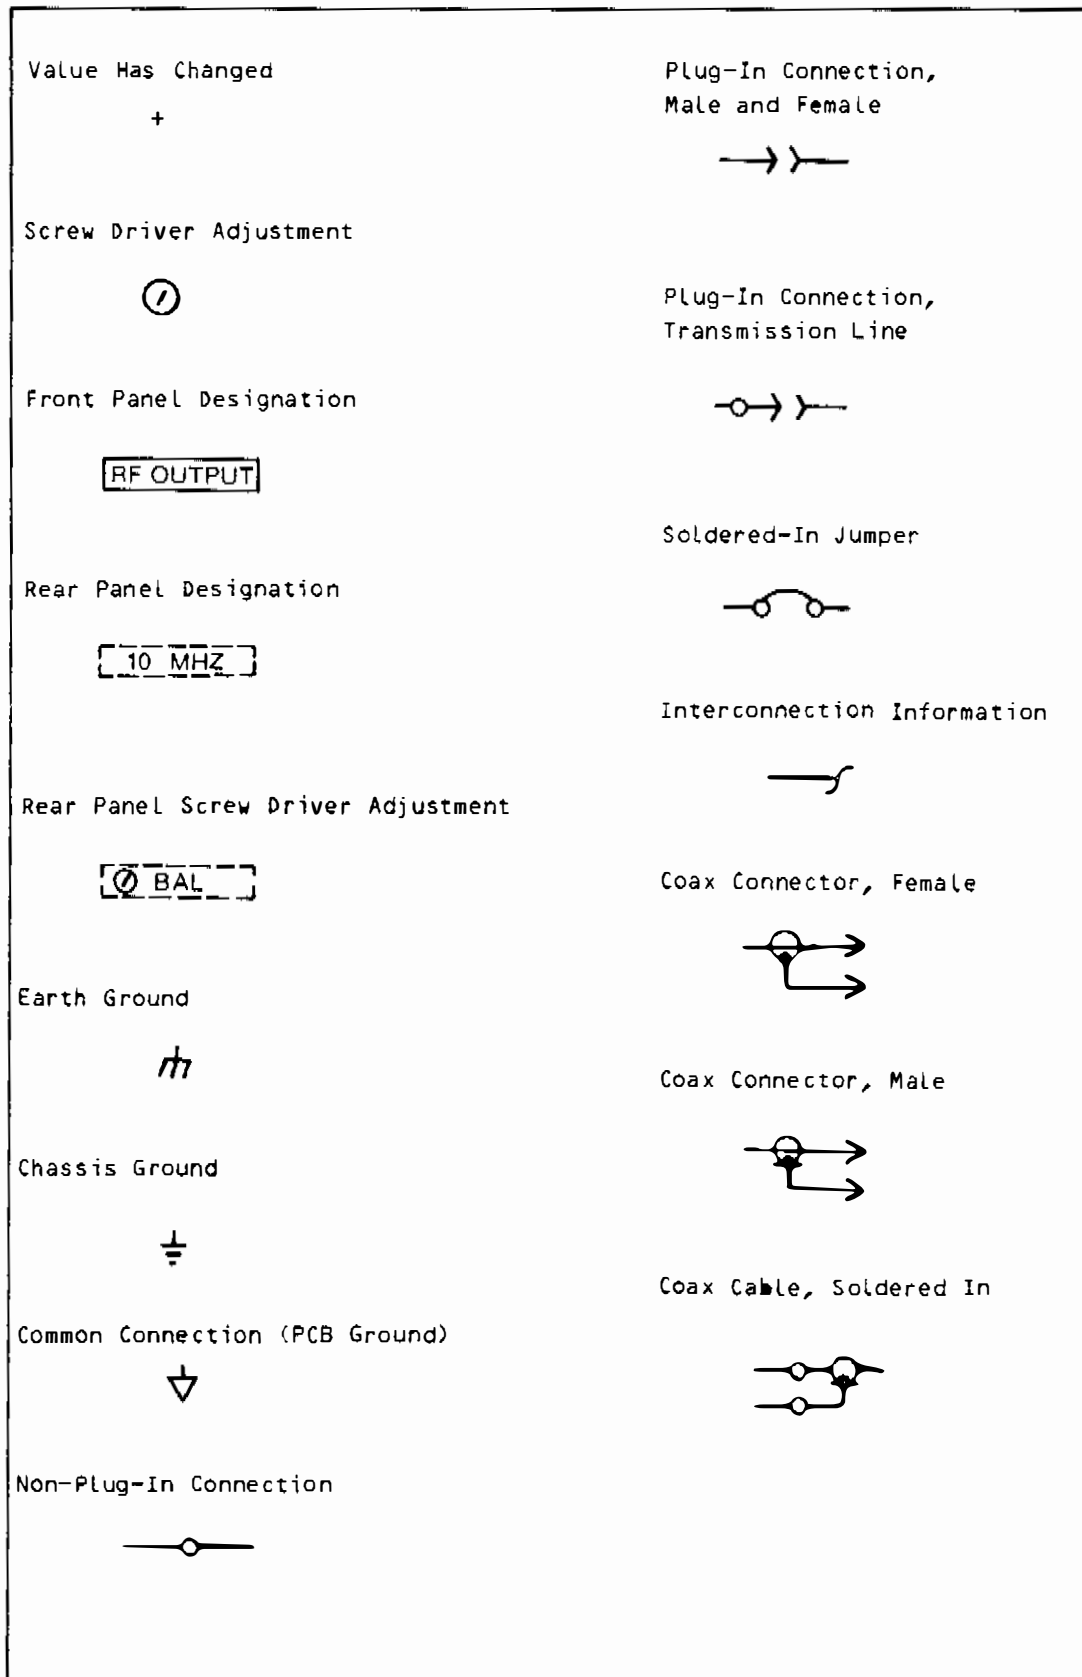 Value Has Changed
+
Screw Driver Adjustment
Front Panel Designation
RF OUTPUT
Rear Panel Designation
10 MHZ
Rear Panel Screw Driver Adjustment
BAL
Earth Ground
Chassis Ground
Common Connection (PCB Ground)
Non-Plug-In Connection
Plug-In Connection,
Male and Female
Plug-In Connection,
Transmission Line
Soldered-In Jumper
Interconnection Information
Coax Connector, Female
Coax Connector, Male
Coax Cable, Soldered In